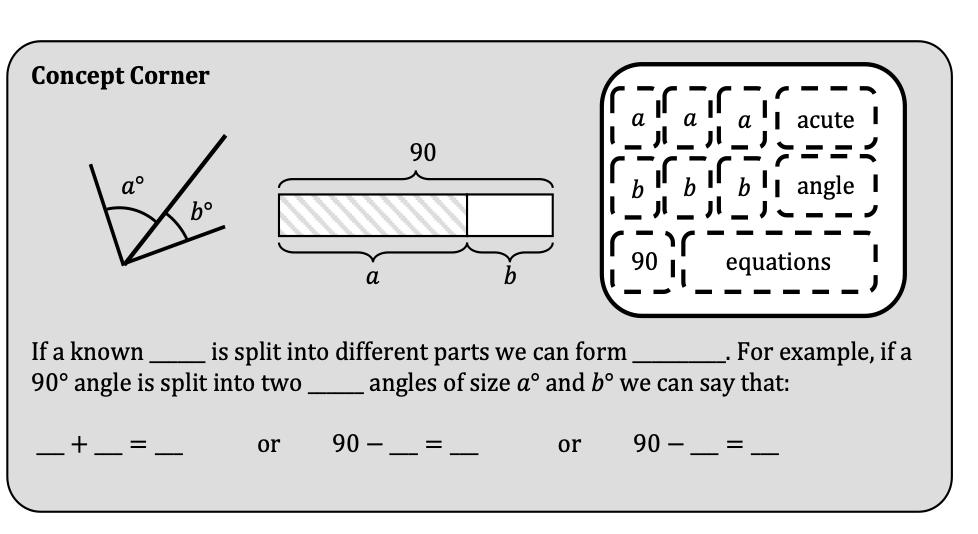 Concept Corner
a° b°
90
a b
a a a acute
b b b angle
90 equations
If a known _____ is split into different parts we can form ________. For example, if a
90° angle is split into two _____ angles of size a° and b° we can say that:
__ + __ = __ or 90 − __ = __ or 90 − __ = __